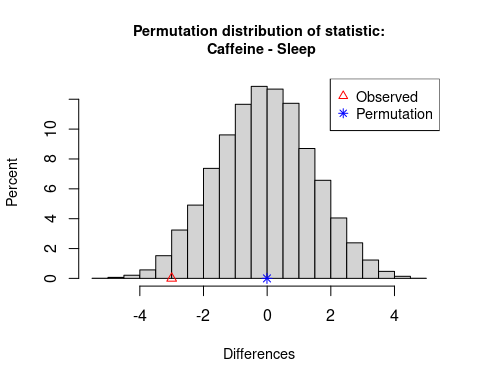 Permutation distribution of statistic:
Caffeine - Sleep
Observed
Permutation
Percent
10
8
6
4
2
0
-4 -2 0 2 4
Differences